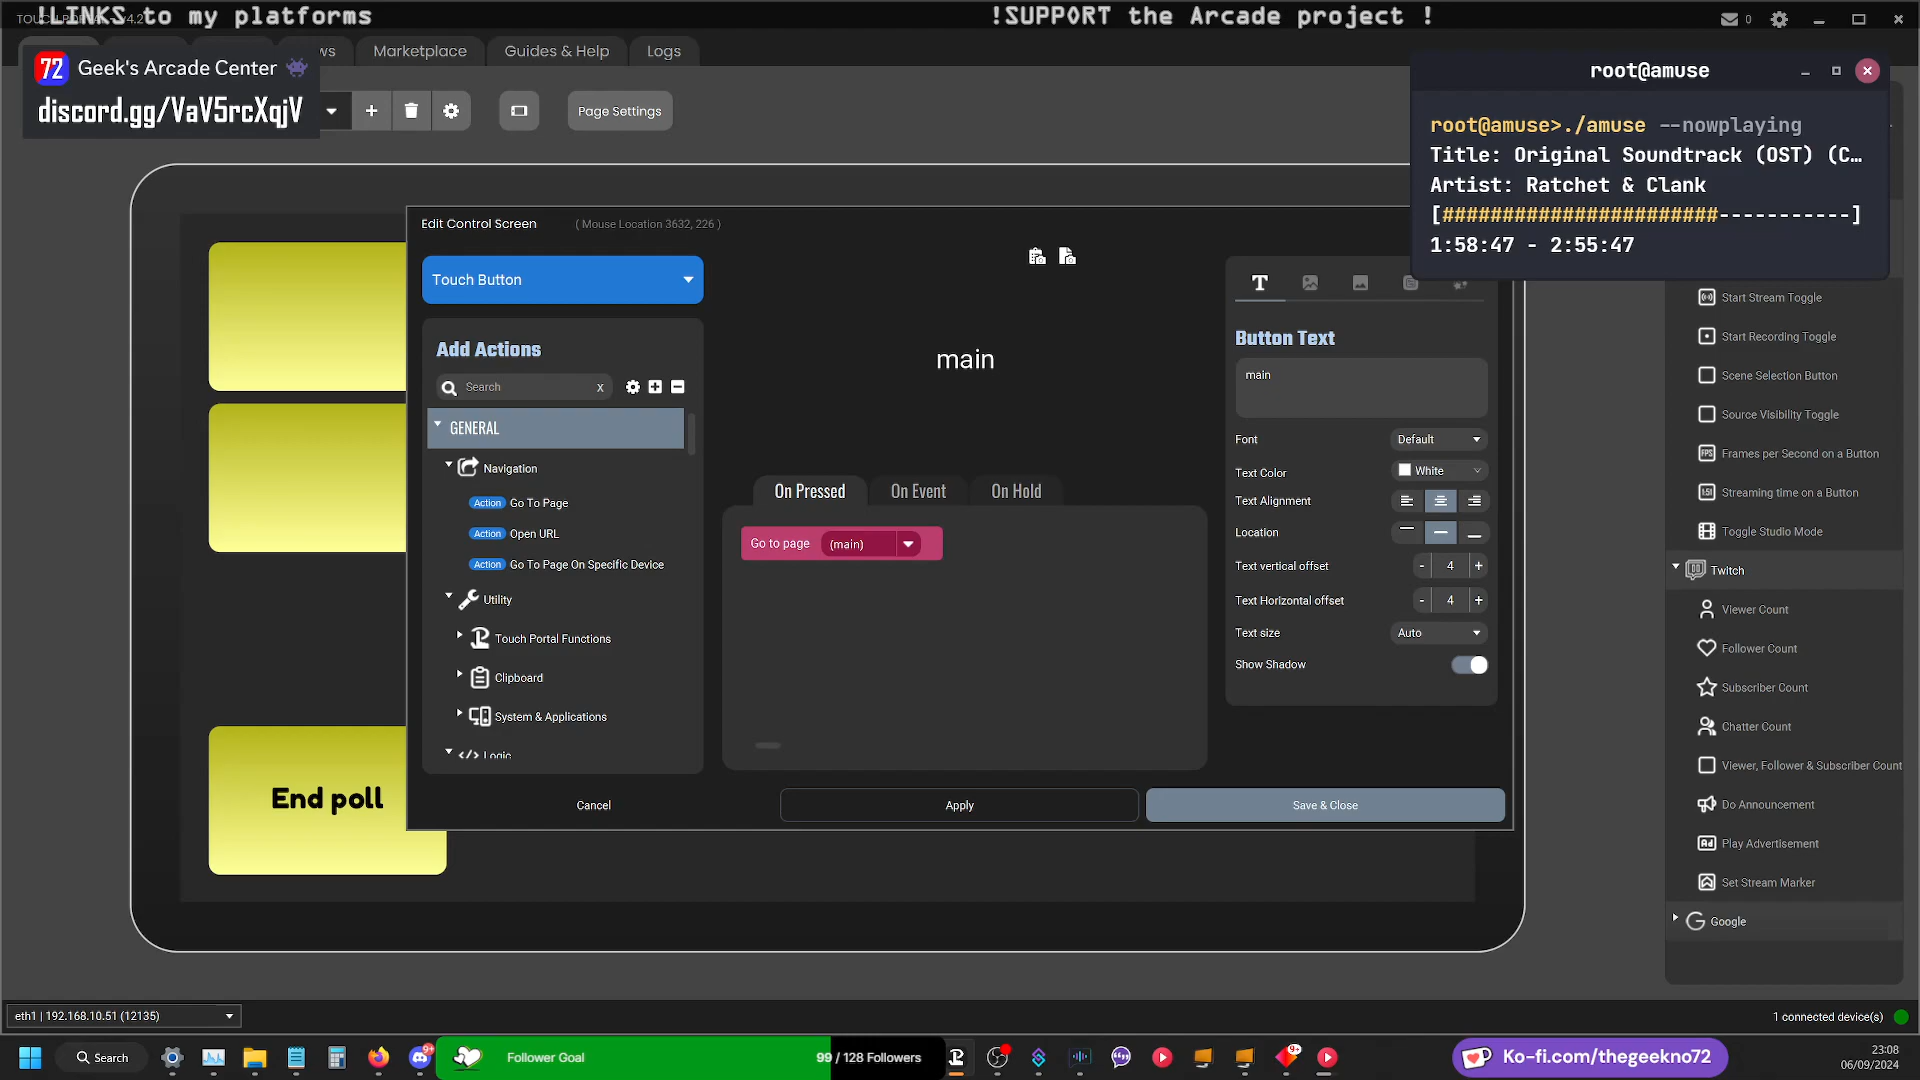 !LINKS to my platforms
!SUPPORT the Arcade project !
0
Marketplace
Guides & Help
Logs
72 Geek's Arcade Center
discord.gg/VaV5rcXqjV
Page Settings
root@amuse
root@amuse>./amuse --nowplaying
Title: Original Soundtrack (OST) (C…
Artist: Ratchet & Clank
[#######################-----------]
1:58:47 - 2:55:47
Edit Control Screen
( Mouse Location 3632, 226 )
Touch Button
Add Actions
Search
x
GENERAL
Navigation
Action Go To Page
Action Open URL
Action Go To Page On Specific Device
Utility
Touch Portal Functions
Clipboard
System & Applications
Logic
main
On Pressed
On Event
On Hold
Go to page (main)
Button Text
main
Font
Default
Text Color
White
Text Alignment
Location
Text vertical offset
- 4 +
Text Horizontal offset
- 4 +
Text size
Auto
Show Shadow
Cancel
Apply
Save & Close
End poll
Start Stream Toggle
Start Recording Toggle
Scene Selection Button
Source Visibility Toggle
Frames per Second on a Button
Streaming time on a Button
Toggle Studio Mode
Twitch
Viewer Count
Follower Count
Subscriber Count
Chatter Count
Viewer, Follower & Subscriber Count
Do Announcement
Play Advertisement
Set Stream Marker
Google
eth1 | 192.168.10.51 (12135)
1 connected device(s)
Search
Follower Goal
99 / 128 Followers
Ko-fi.com/thegeekno72
23:08
06/09/2024